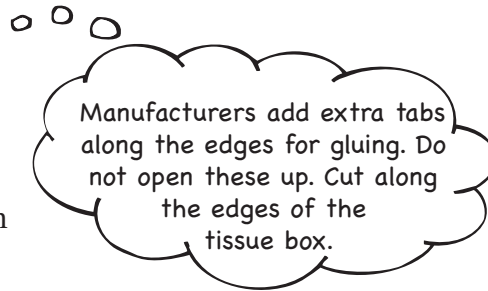 Manufacturers add extra tabs
along the edges for gluing. Do
not open these up. Cut along
the edges of the
tissue box.